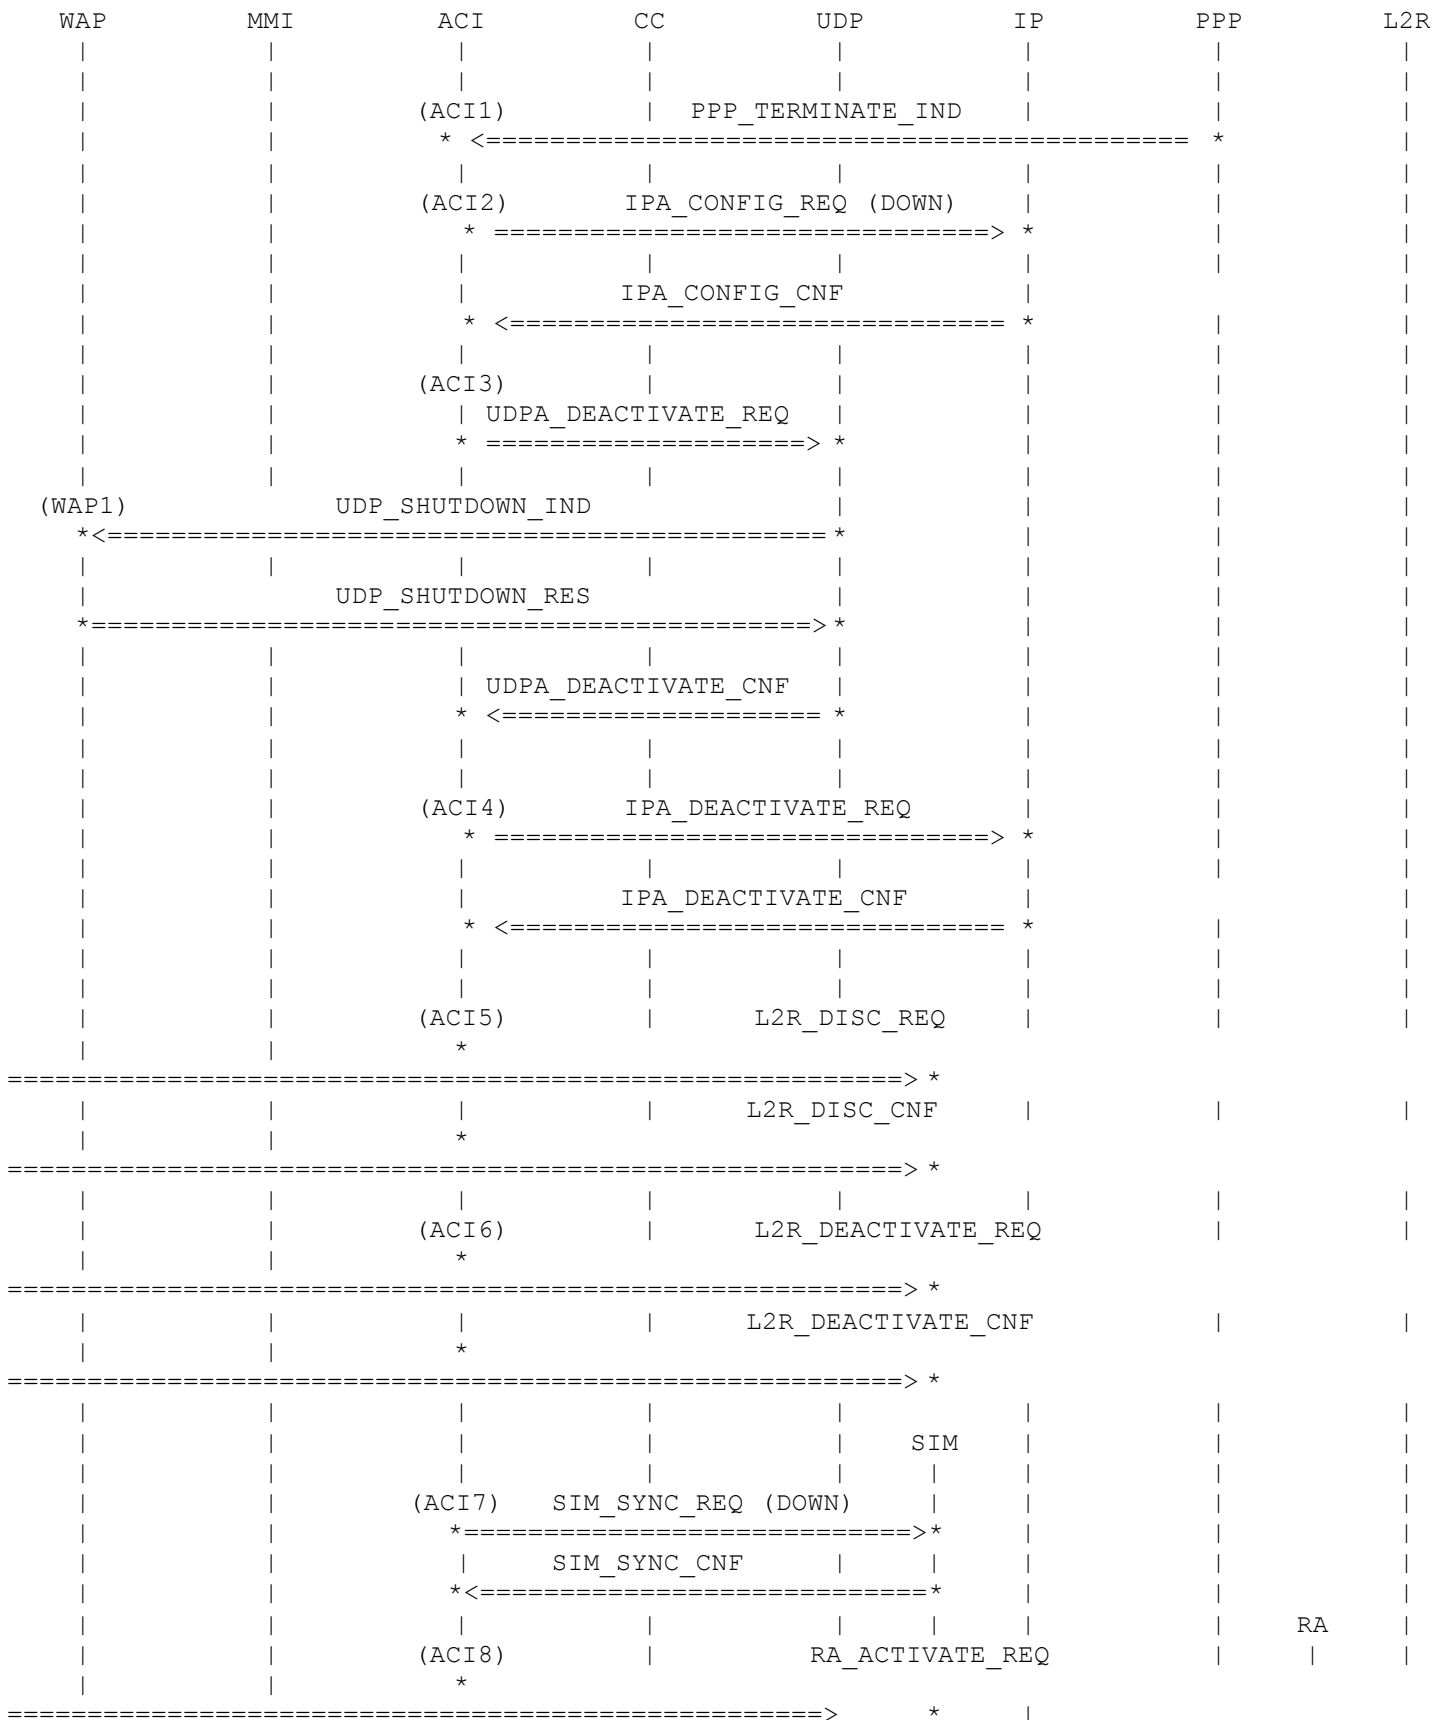 WAP MMI ACI CC UDP IP PPP L2R
(ACI1) PPP_TERMINATE_IND
(ACI2) IPA_CONFIG_REQ (DOWN)
IPA_CONFIG_CNF
(ACI3)
UDPA_DEACTIVATE_REQ
(WAP1) UDP_SHUTDOWN_IND
UDP_SHUTDOWN_RES
UDPA_DEACTIVATE_CNF
(ACI4) IPA_DEACTIVATE_REQ
IPA_DEACTIVATE_CNF
(ACI5) L2R_DISC_REQ
L2R_DISC_CNF
(ACI6) L2R_DEACTIVATE_REQ
L2R_DEACTIVATE_CNF
SIM
(ACI7) SIM_SYNC_REQ (DOWN)
SIM_SYNC_CNF
RA
(ACI8) RA_ACTIVATE_REQ